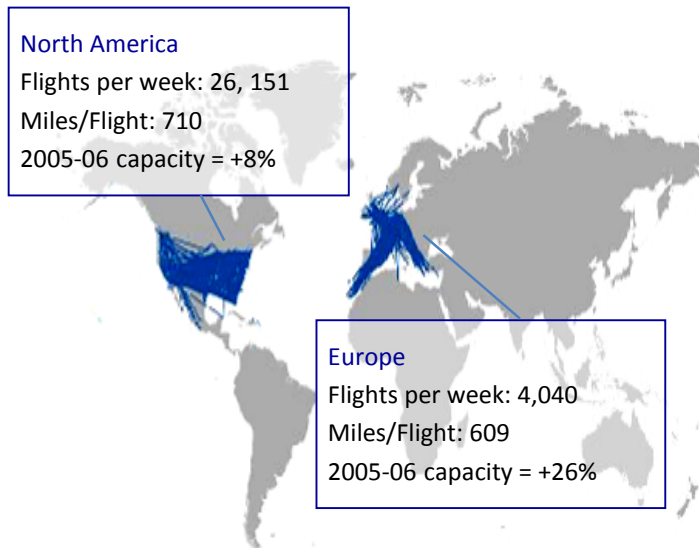 North America
Flights per week: 26, 151
Miles/Flight: 710
2005-06 capacity = +8%
Europe
Flights per week: 4,040
Miles/Flight: 609
2005-06 capacity = +26%